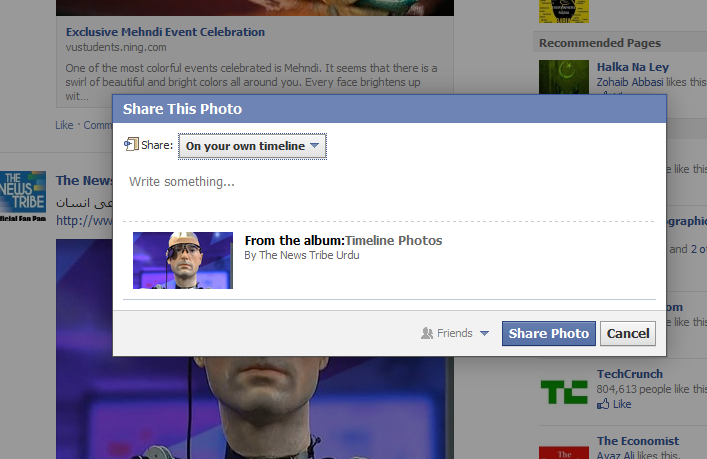 Exclusive Mehndi Event Celebration
vustudents.ning.com
One of the most colorful events celebrated is Mehndi. It seems that there is a
swirl of beautiful and bright colors all around you. Every face brightens up
wit...
Like · Comm
THE
NEWS
TRIBE
fficial Fan Pan
The News
ی انسان
http://ww
Share This Photo
Share: On your own timeline
Write something...
From the album:Timeline Photos
By The News Tribe Urdu
Friends
Share Photo
Cancel
Recommended Pages
Halka Na Ley
Zohaib Abbasi likes this
e like this
ographic
and 2 of
om
e like this
TechCrunch
804,613 people like this
Like
The
The Economist
Ayaz Ali likes this.